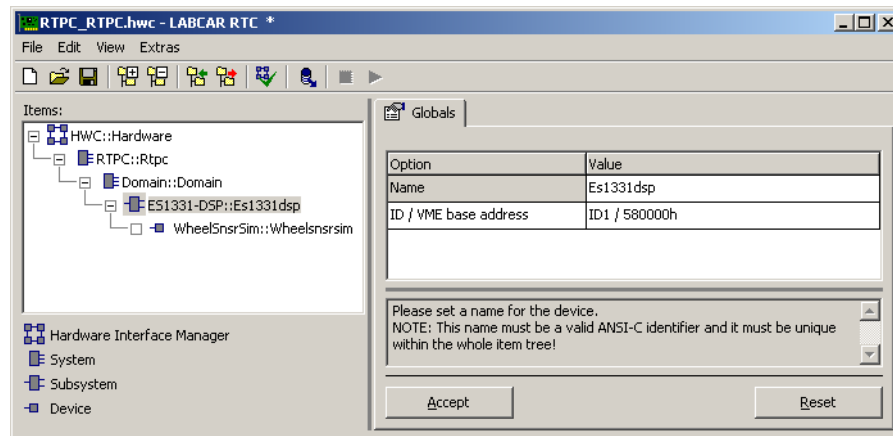 RTPC_RTPC.hwc - LABCAR RTC *
File Edit View Extras
Items:
HWC::Hardware
RTPC::Rtpc
Domain::Domain
ES1331-DSP::Es1331dsp
WheelSnsrSim::Wheelsnsrsim
Hardware Interface Manager
System
Subsystem
Device
Globals
Option Value
Name Es1331dsp
ID / VME base address ID1 / 580000h
Please set a name for the device.
NOTE: This name must be a valid ANSI-C identifier and it must be unique
within the whole item tree!
Accept Reset